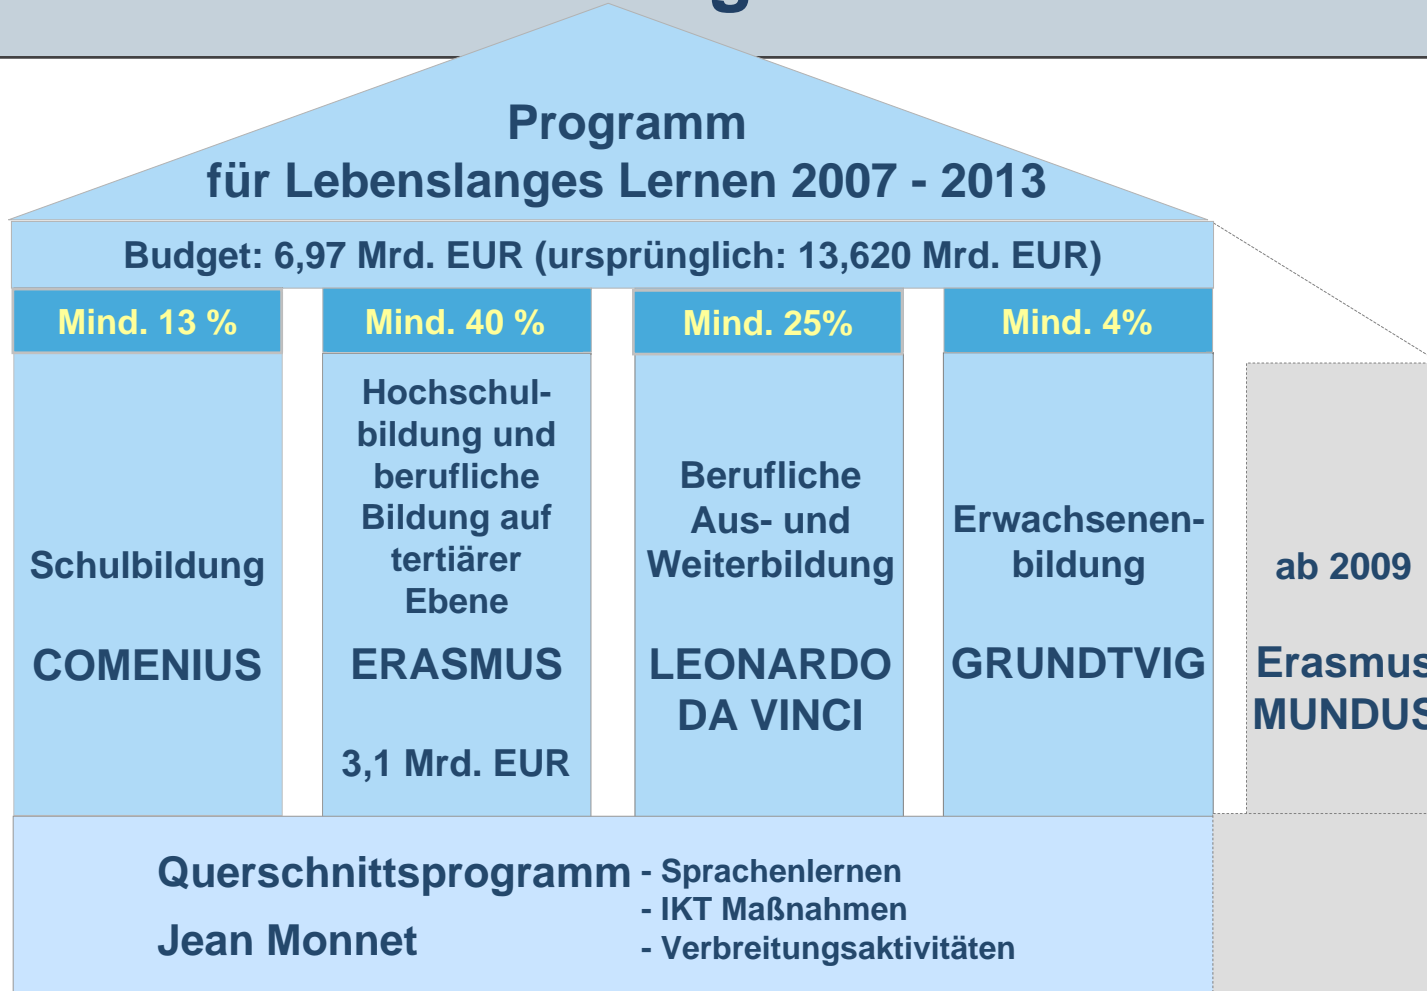 Programm
für Lebenslanges Lernen 2007 - 2013
Budget: 6,97 Mrd. EUR (ursprünglich: 13,620 Mrd. EUR)
Mind. 13 %
Schulbildung
COMENIUS
Mind. 40 %
Hochschul-
bildung und
berufliche
Bildung auf
tertiärer
Ebene
ERASMUS
3,1 Mrd. EUR
Mind. 25%
Berufliche
Aus- und
Weiterbildung
LEONARDO
DA VINCI
Mind. 4%
Erwachsenen-
bildung
GRUNDTVIG
ab 2009
Erasmus
MUNDUS
Querschnittsprogramm
- Sprachenlernen
- IKT Maßnahmen
- Verbreitungsaktivitäten
Jean Monnet